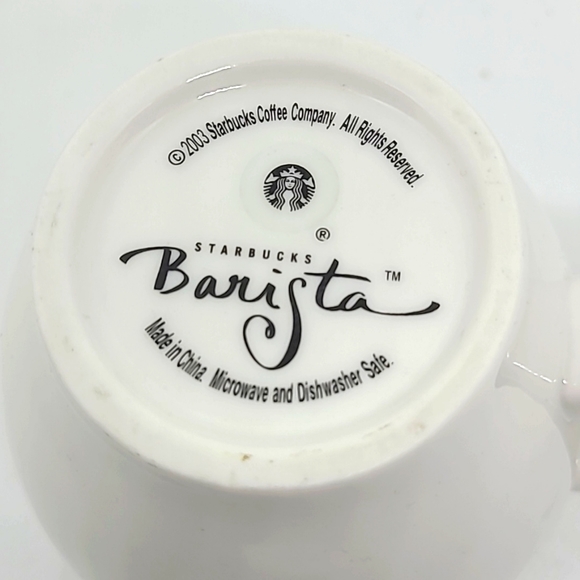 ©2003 Starbucks Coffee Company. All Rights Reserved.
®
STARBUCKS
Barista™
Made in China. Microwave and Dishwasher Safe.